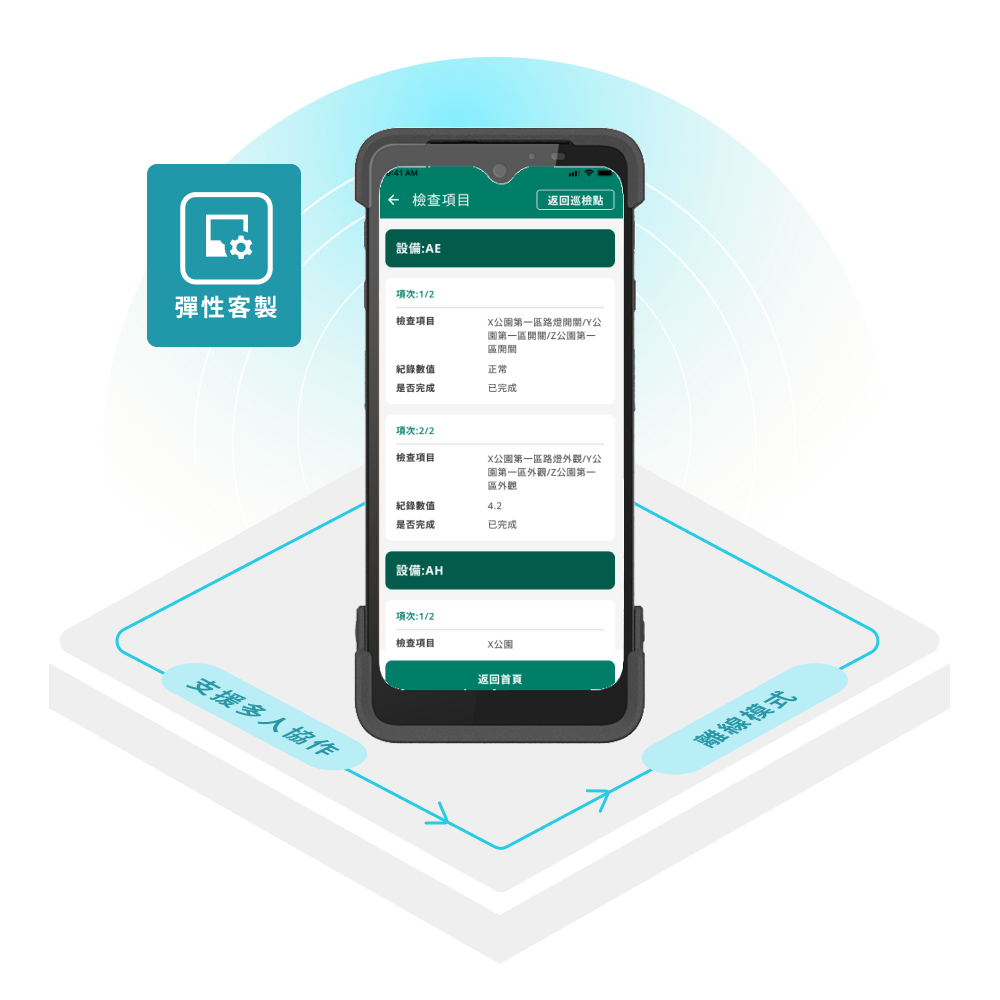 彈性客製
:41 AM
檢查項目
返回巡檢點
設備:AE
項次:1/2
檢查項目
X公園第一區路燈開關/Y公
園第一區開關/Z公園第一
區開關
紀錄數值
正常
是否完成
已完成
項次:2/2
檢查項目
X公園第一區路燈外觀/Y公
園第一區外觀/Z公園第一
區外觀
紀錄數值
4.2
是否完成
已完成
設備:AH
項次:1/2
檢查項目
X公園
返回首頁
支援多人協作
離線模式